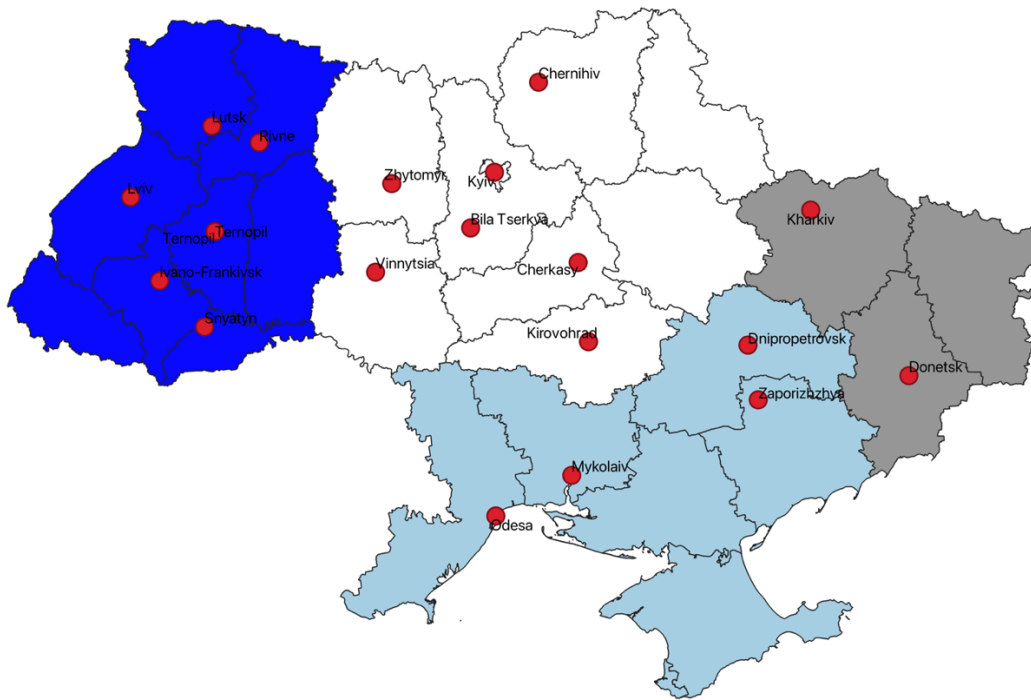 Chernihiv
Lutsk
Rivne
Zhytomyr
Kyiv
Lviv
Kharkiv
Bila Tserkva
Ternopil
Ternopil
Vinnytsia
Cherkasy
Ivano-Frankivsk
Snyatyn
Kirovohrad
Dnipropetrovsk
Donetsk
Zaporizhzhya
Mykolaiv
Odesa